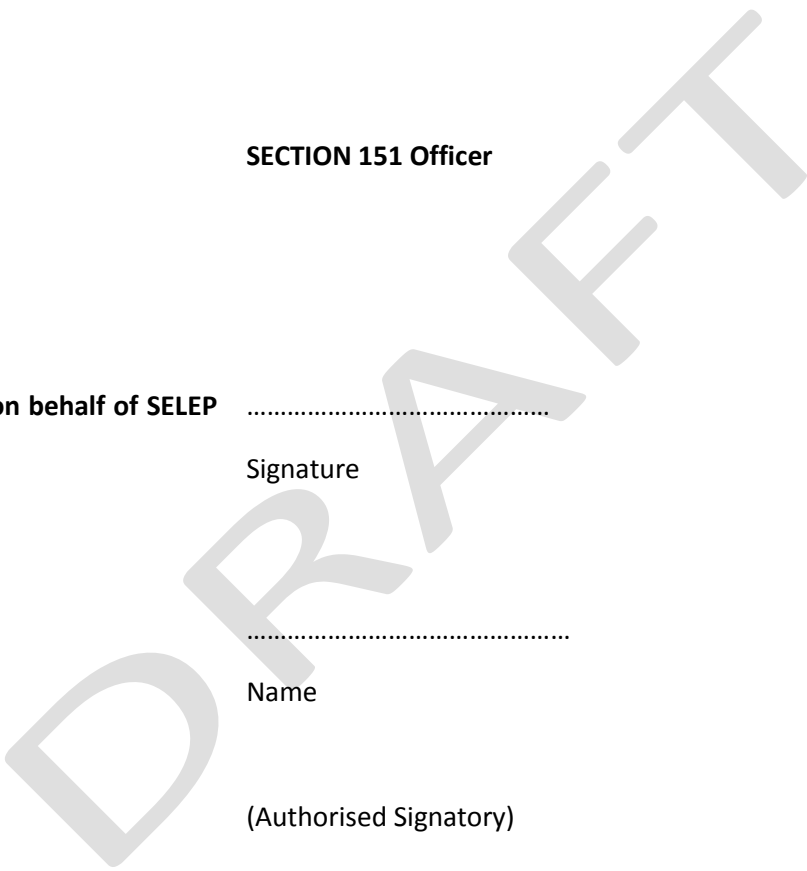 SECTION 151 Officer
on behalf of SELEP ………………………………………
Signature
…………………………………………
Name
(Authorised Signatory)
DRAFT